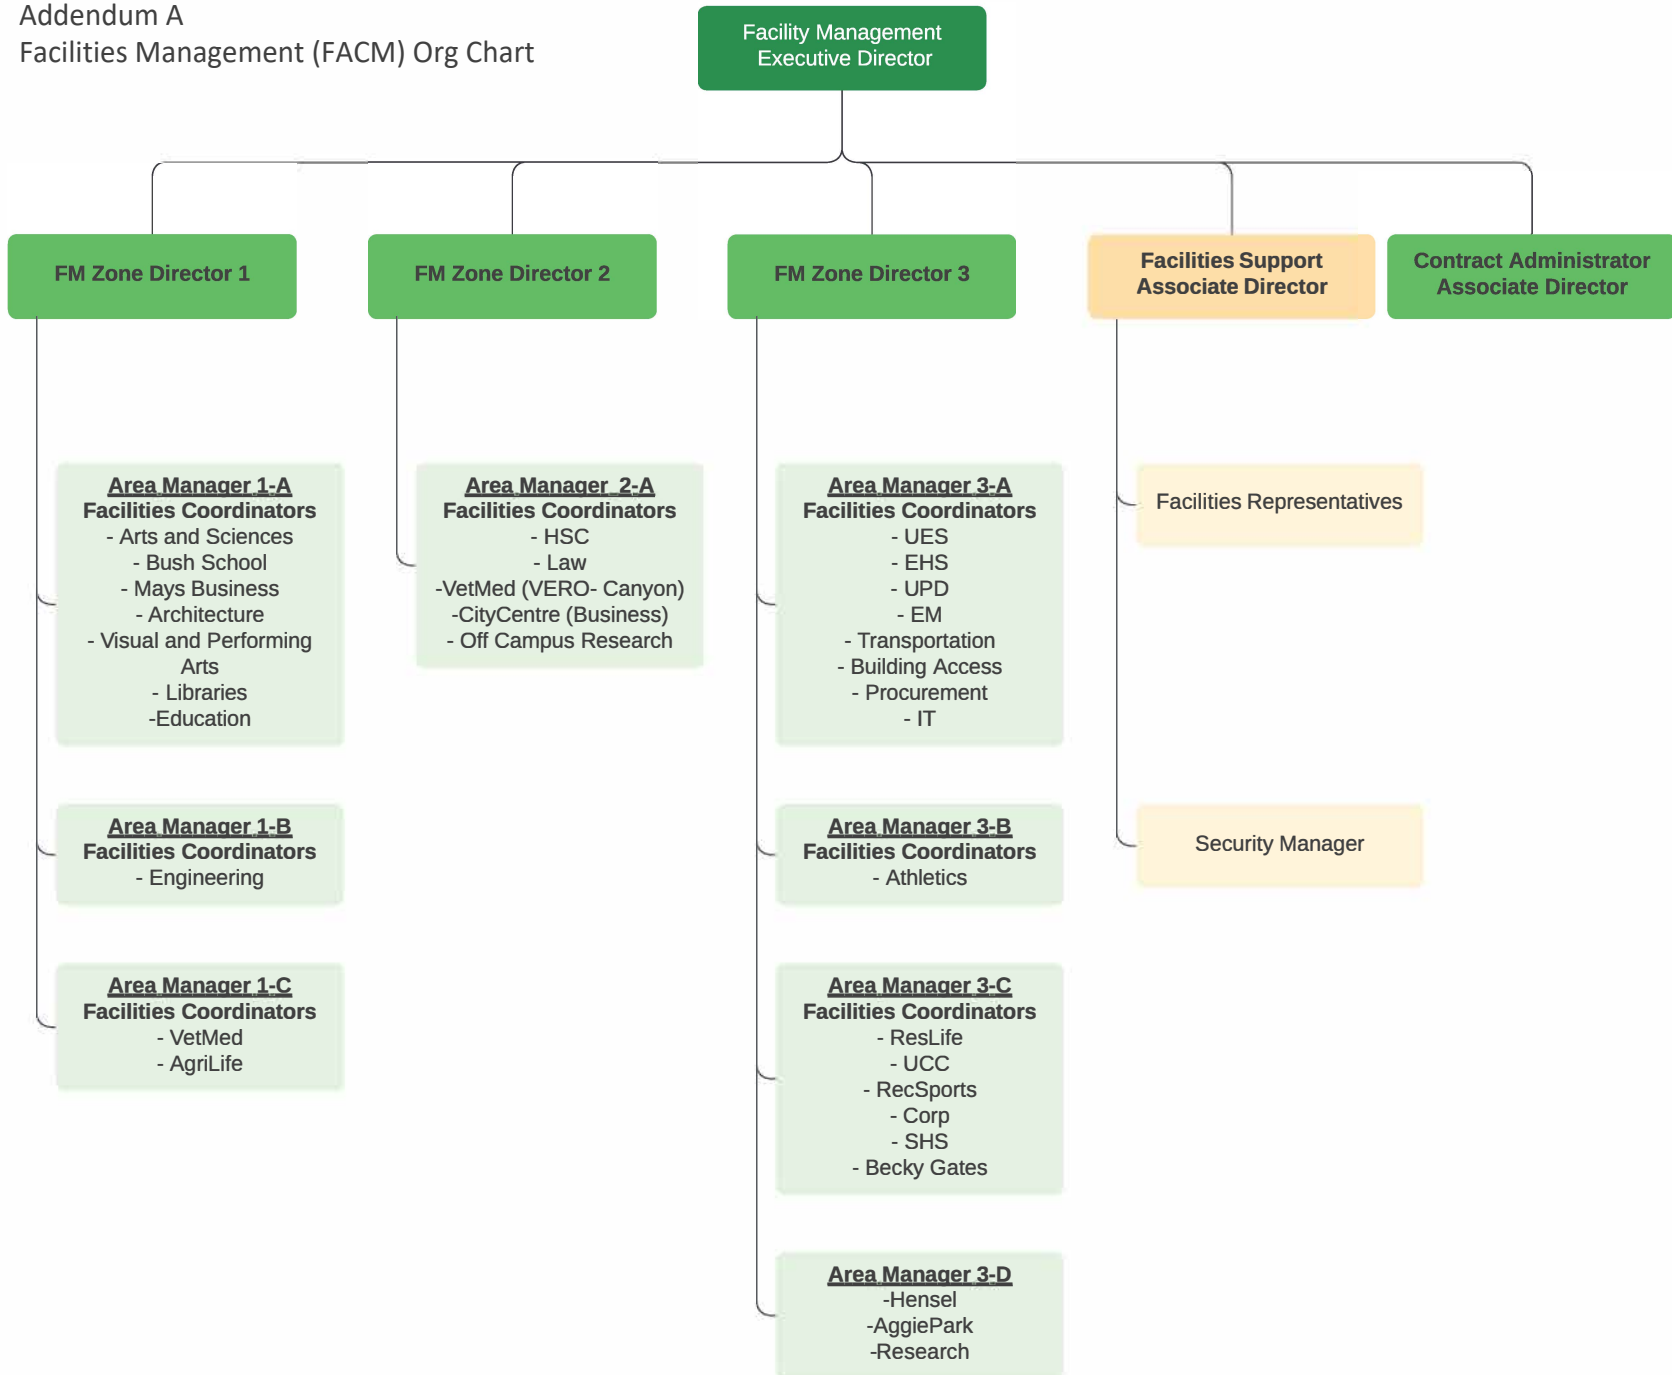 Addendum A
Facilities Management (FACM) Org Chart
Facility Management
Executive Director
FM Zone Director 1
FM Zone Director 2
FM Zone Director 3
Facilities Support
Associate Director
Contract Administrator
Associate Director
Area Manager 1-A
Facilities Coordinators
- Arts and Sciences
- Bush School
- Mays Business
- Architecture
- Visual and Performing
Arts
- Libraries
-Education
Area Manager 1-B
Facilities Coordinators
- Engineering
Area Manager 1-C
Facilities Coordinators
- VetMed
- AgriLife
Area Manager 2-A
Facilities Coordinators
- HSC
- Law
-VetMed (VERO- Canyon)
-CityCentre (Business)
- Off Campus Research
Area Manager 3-A
Facilities Coordinators
- UES
- EHS
- UPD
- EM
- Transportation
- Building Access
- Procurement
- IT
Area Manager 3-B
Facilities Coordinators
- Athletics
Area Manager 3-C
Facilities Coordinators
- ResLife
- UCC
- RecSports
- Corp
- SHS
- Becky Gates
Area Manager 3-D
-Hensel
-AggiePark
-Research
Facilities Representatives
Security Manager